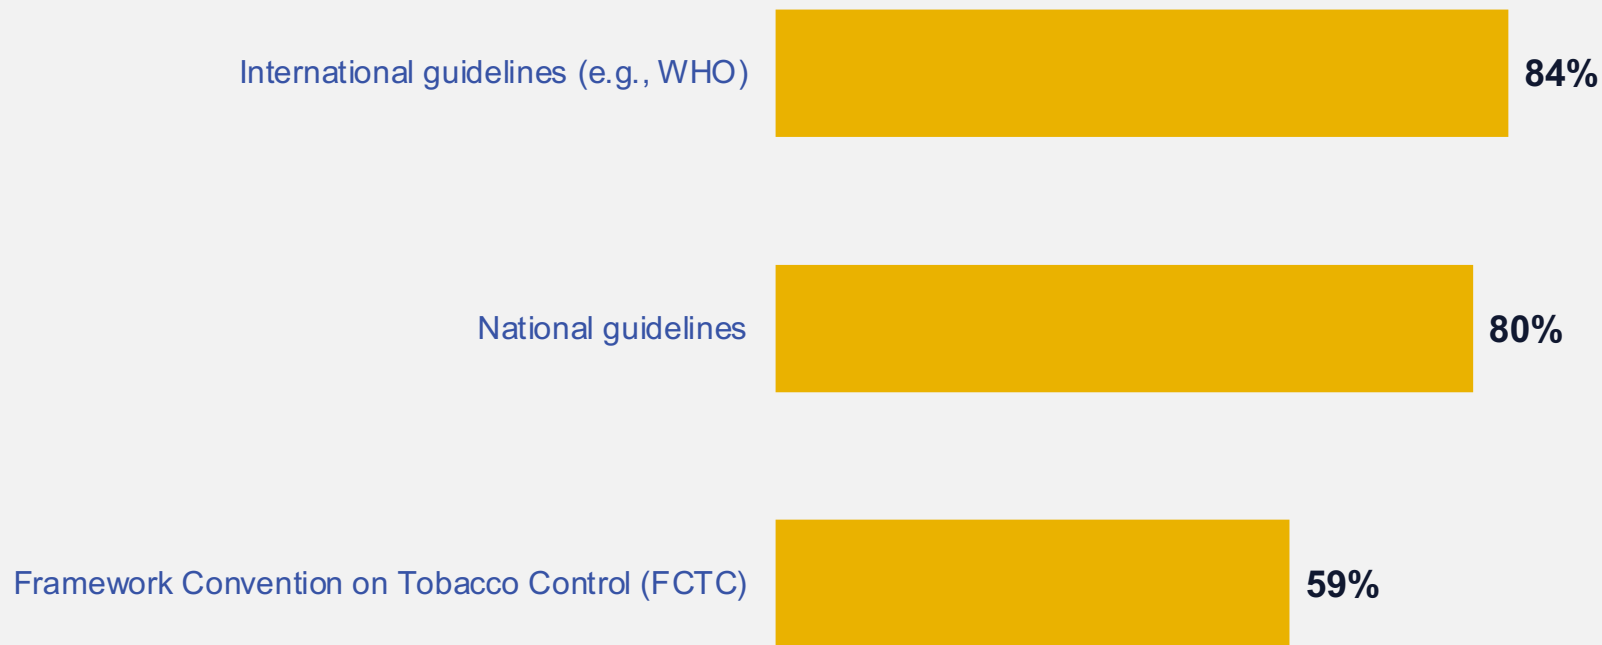 International guidelines (e.g., WHO) 84%
National guidelines 80%
Framework Convention on Tobacco Control (FCTC) 59%